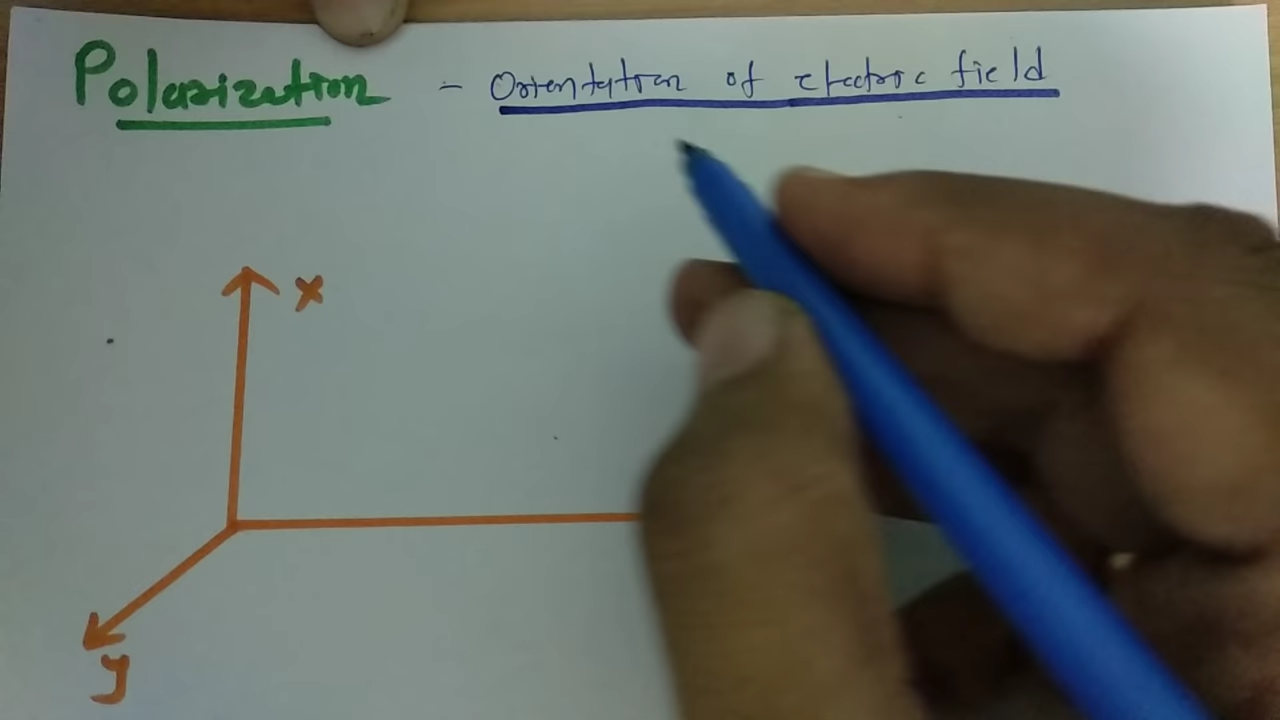 Polarization - Orientation of electric field
x
y